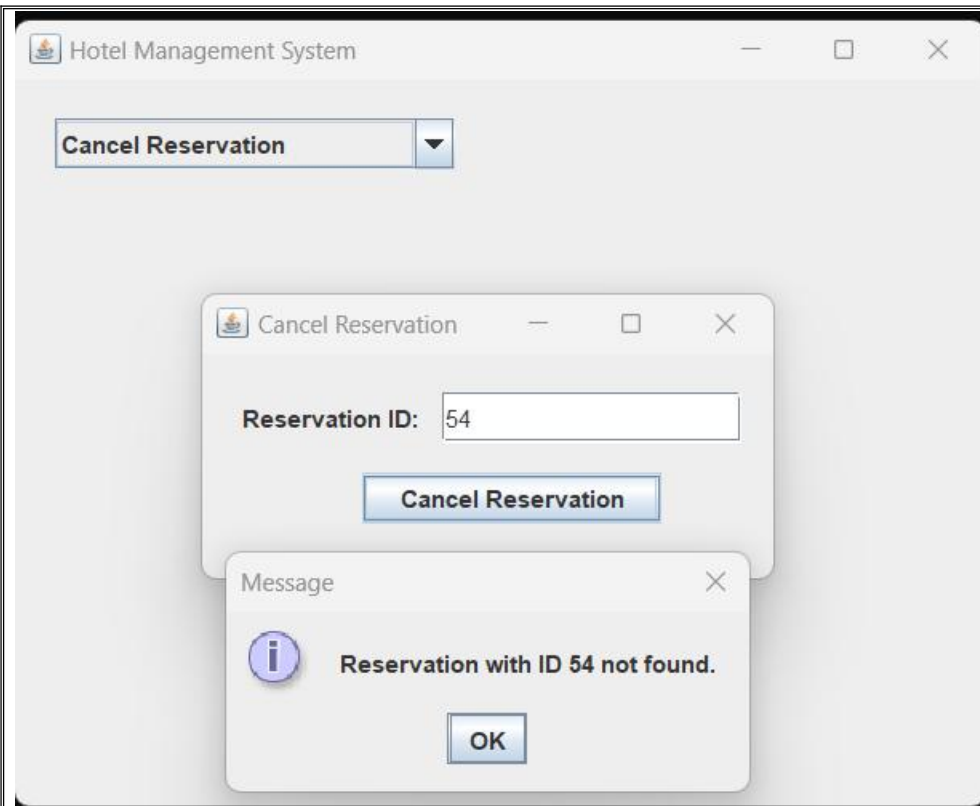 Hotel Management System
Cancel Reservation
Cancel Reservation
Reservation ID: 54
Cancel Reservation
Message
i
Reservation with ID 54 not found.
OK